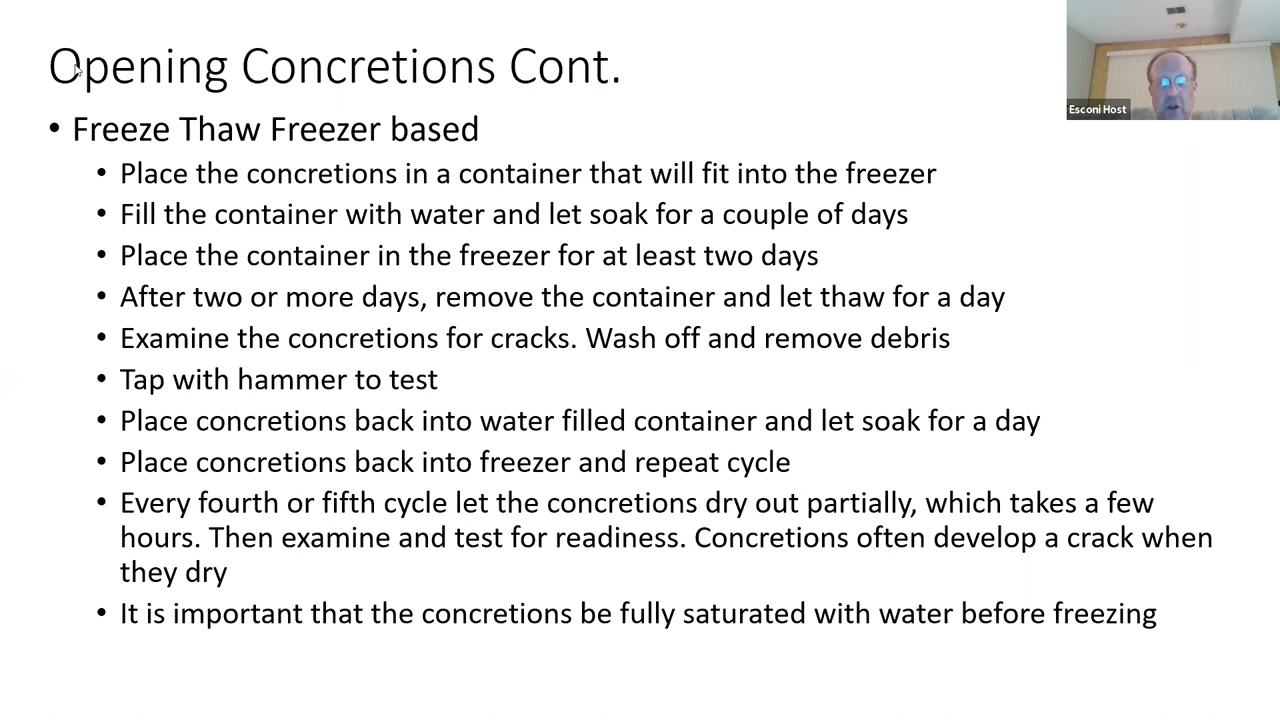 Opening Concretions Cont.
Esconi Host
• Freeze Thaw Freezer based
• Place the concretions in a container that will fit into the freezer
• Fill the container with water and let soak for a couple of days
• Place the container in the freezer for at least two days
• After two or more days, remove the container and let thaw for a day
• Examine the concretions for cracks. Wash off and remove debris
• Tap with hammer to test
• Place concretions back into water filled container and let soak for a day
• Place concretions back into freezer and repeat cycle
• Every fourth or fifth cycle let the concretions dry out partially, which takes a few
hours. Then examine and test for readiness. Concretions often develop a crack when
they dry
• It is important that the concretions be fully saturated with water before freezing